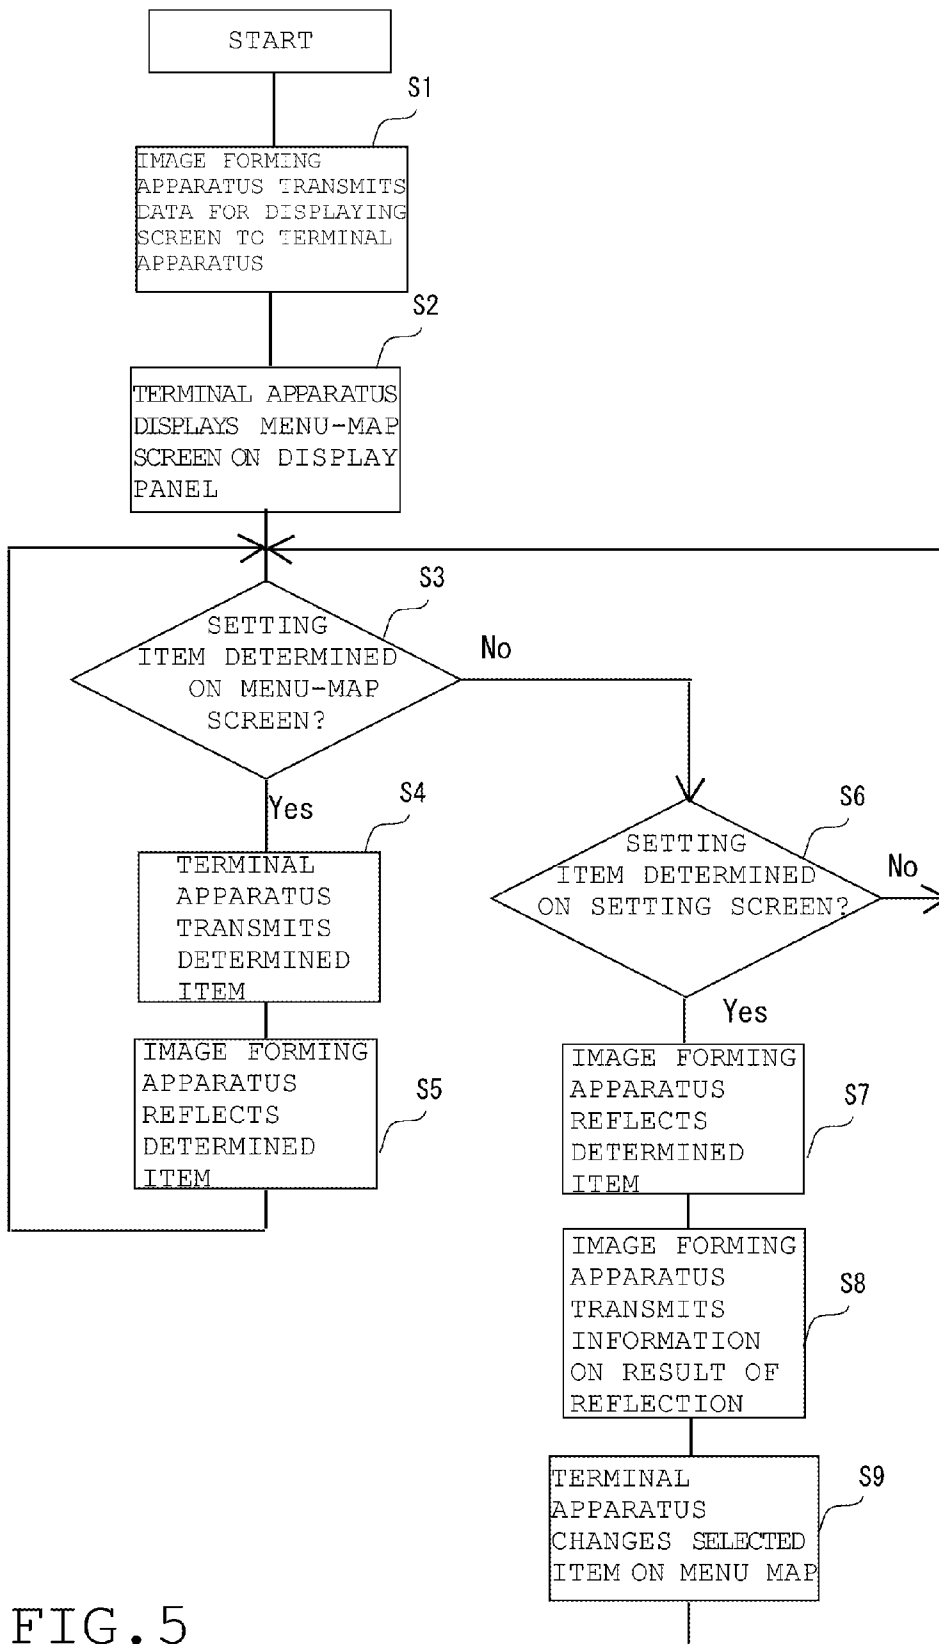 START
S1
IMAGE FORMING
APPARATUS TRANSMITS
DATA FOR DISPLAYING
SCREEN TO TERMINAL
APPARATUS
S2
TERMINAL APPARATUS
DISPLAYS MENU-MAP
SCREEN ON DISPLAY
PANEL
S3
SETTING
ITEM DETERMINED
ON MENU-MAP
SCREEN?
No
Yes
S4
TERMINAL
APPARATUS
TRANSMITS
DETERMINED
ITEM
S5
IMAGE FORMING
APPARATUS
REFLECTS
DETERMINED
ITEM
S6
SETTING
ITEM DETERMINED
ON SETTING SCREEN?
No
Yes
S7
IMAGE FORMING
APPARATUS
REFLECTS
DETERMINED
ITEM
S8
IMAGE FORMING
APPARATUS
TRANSMITS
INFORMATION
ON RESULT OF
REFLECTION
S9
TERMINAL
APPARATUS
CHANGES SELECTED
ITEM ON MENU MAP
FIG.5